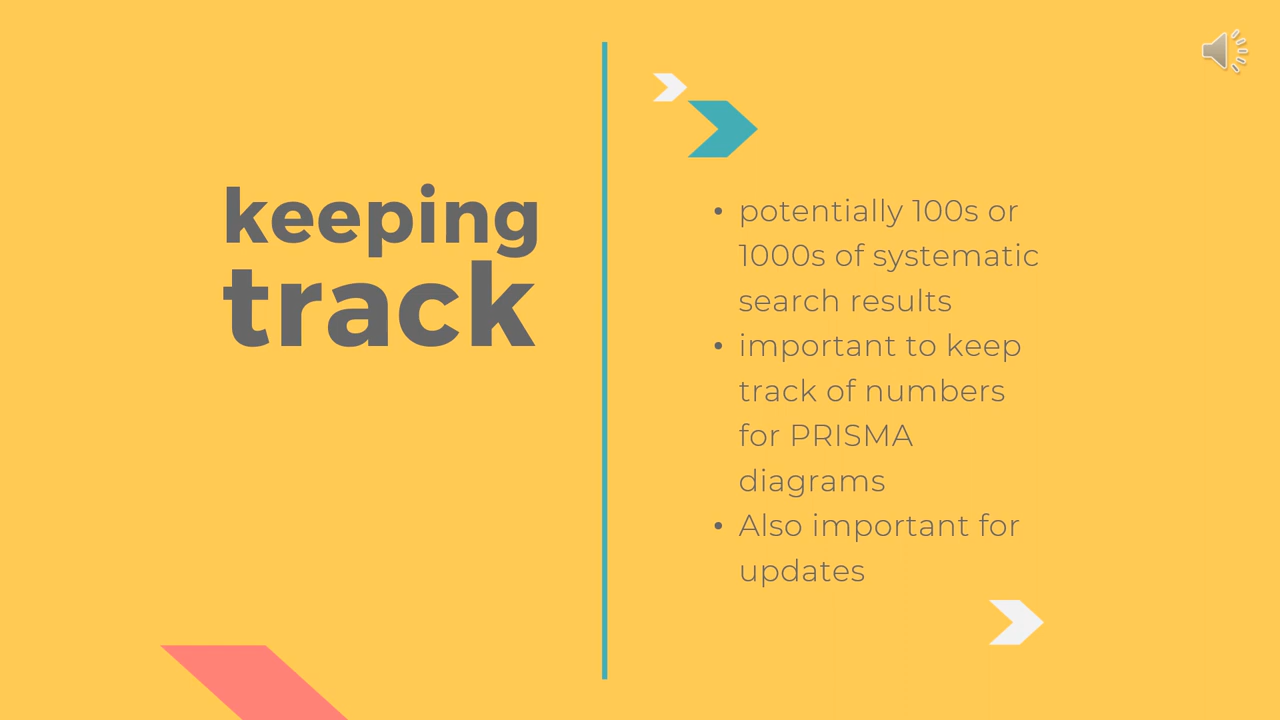 keeping
track
• potentially 100s or
1000s of systematic
search results
• important to keep
track of numbers
for PRISMA
diagrams
• Also important for
updates